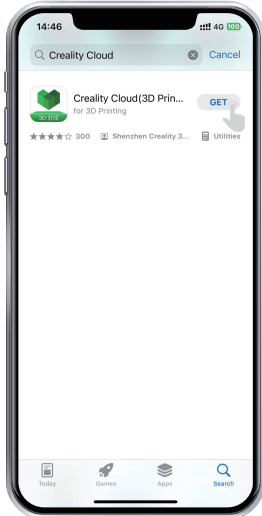 14:46 4G 100
Creality Cloud Cancel
Creality Cloud(3D Prin...
for 3D Printing
GET
300 Shenzhen Creality 3... Utilities
Today Games Apps Search